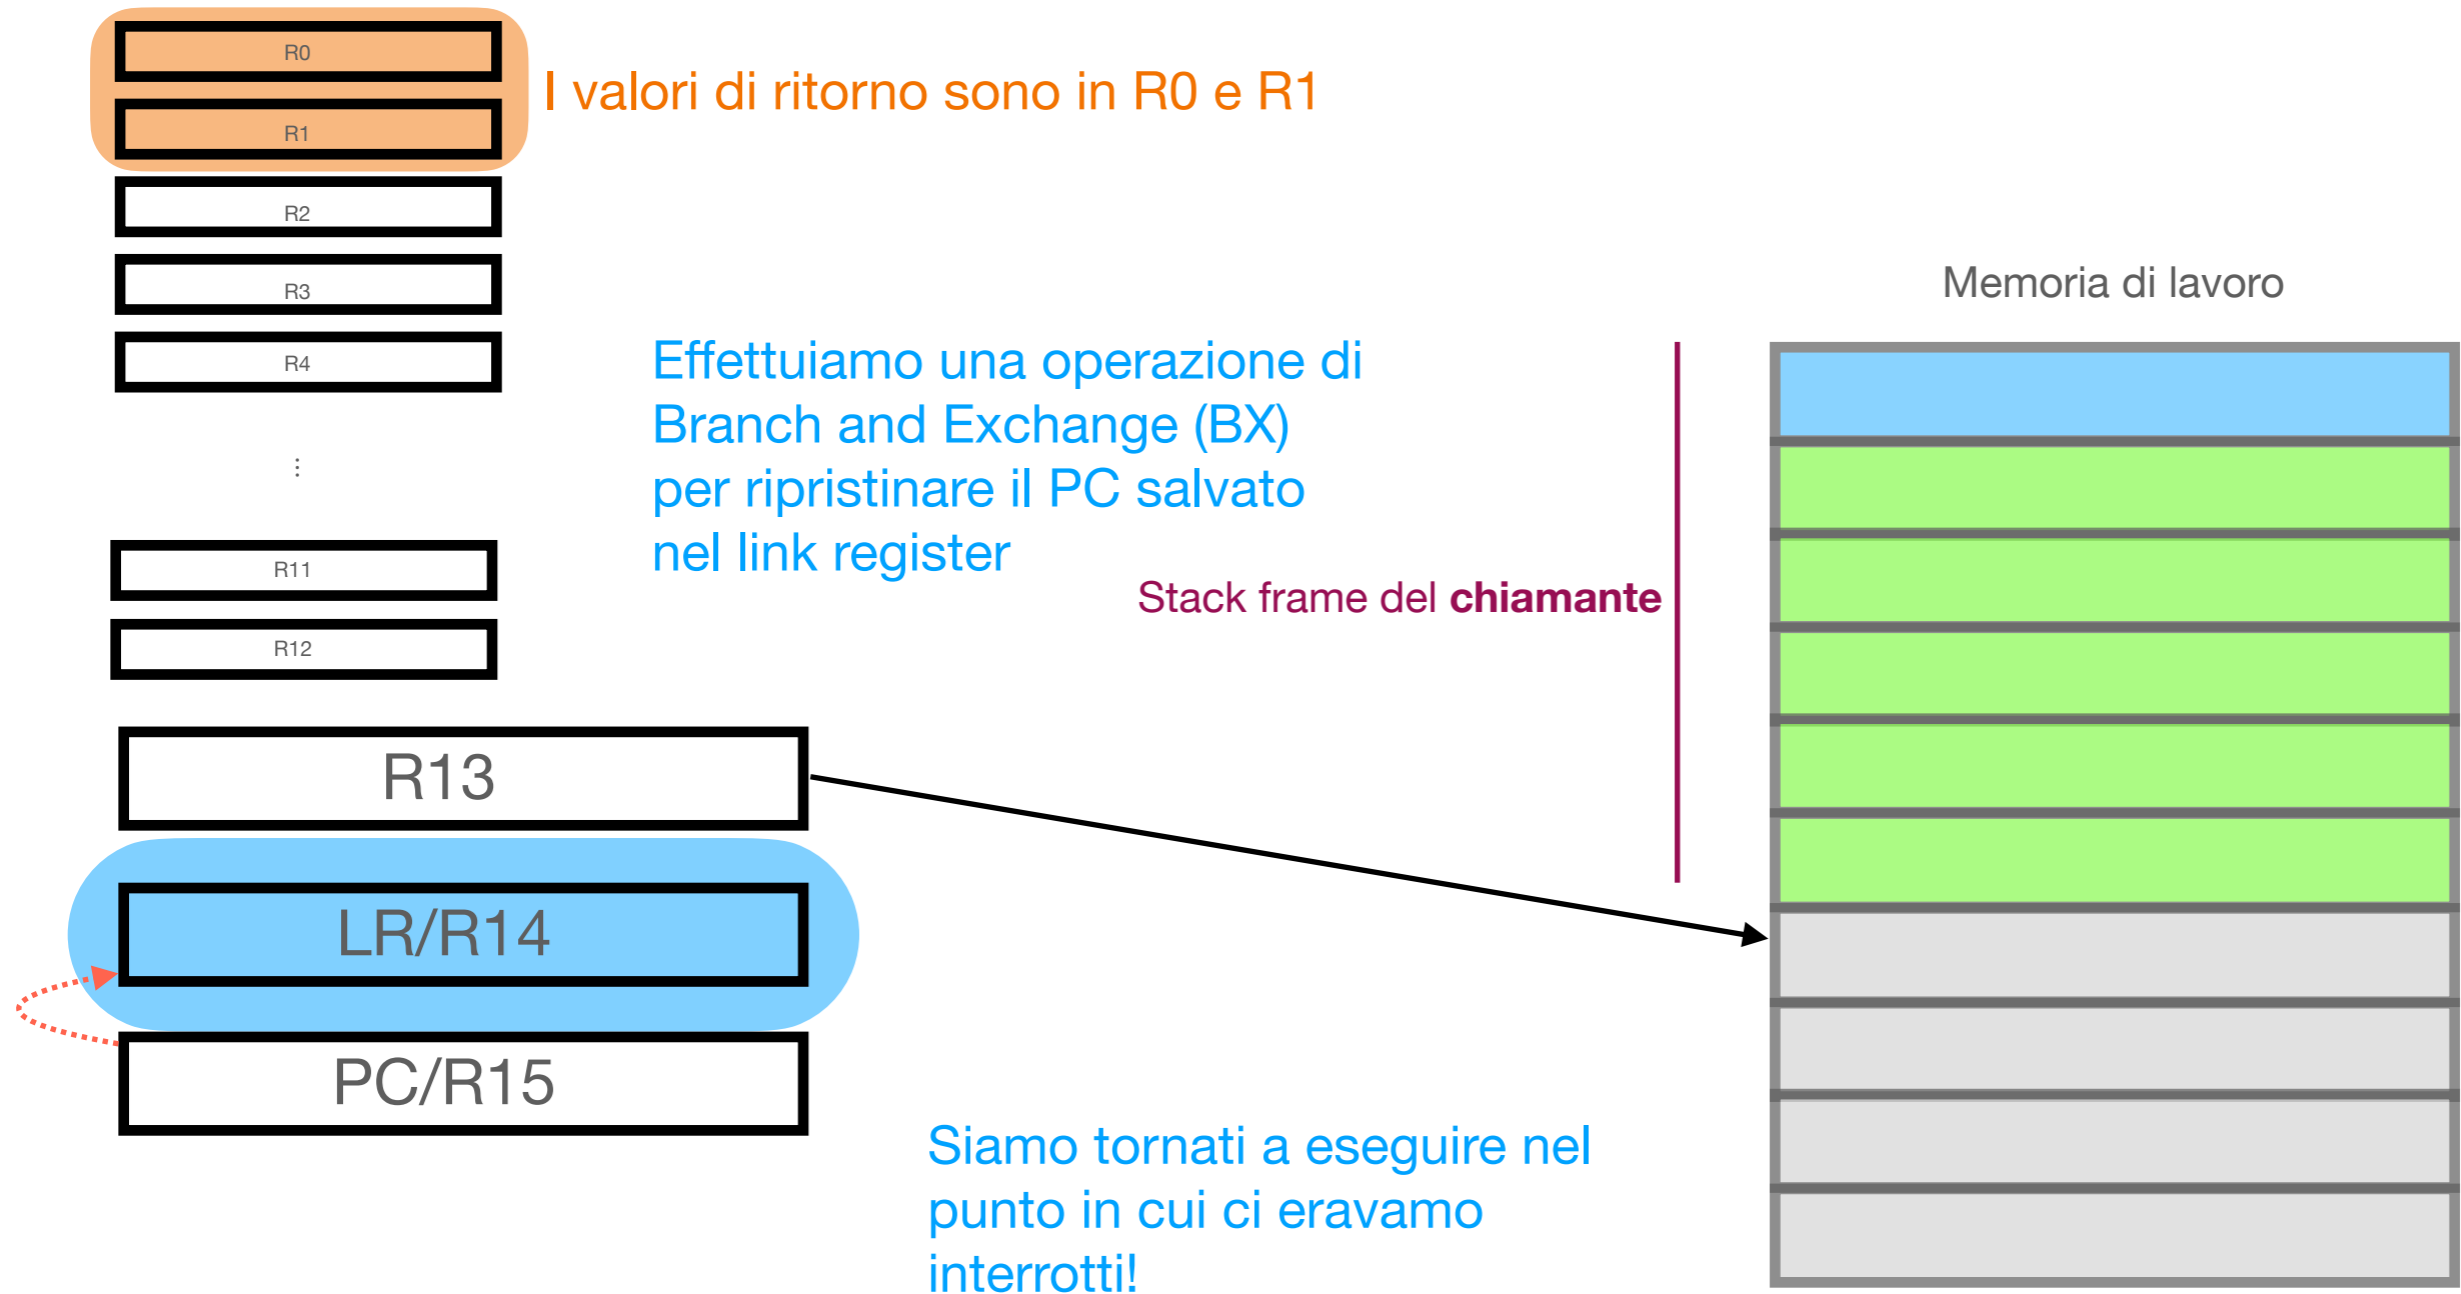 R0
I valori di ritorno sono in R0 e R1
R1
R2
R3
R4
⋮
R11
R12
R13
LR/R14
PC/R15
Effettuiamo una operazione di
Branch and Exchange (BX)
per ripristinare il PC salvato
nel link register
Stack frame del chiamante
Memoria di lavoro
Siamo tornati a eseguire nel
punto in cui ci eravamo
interrotti!